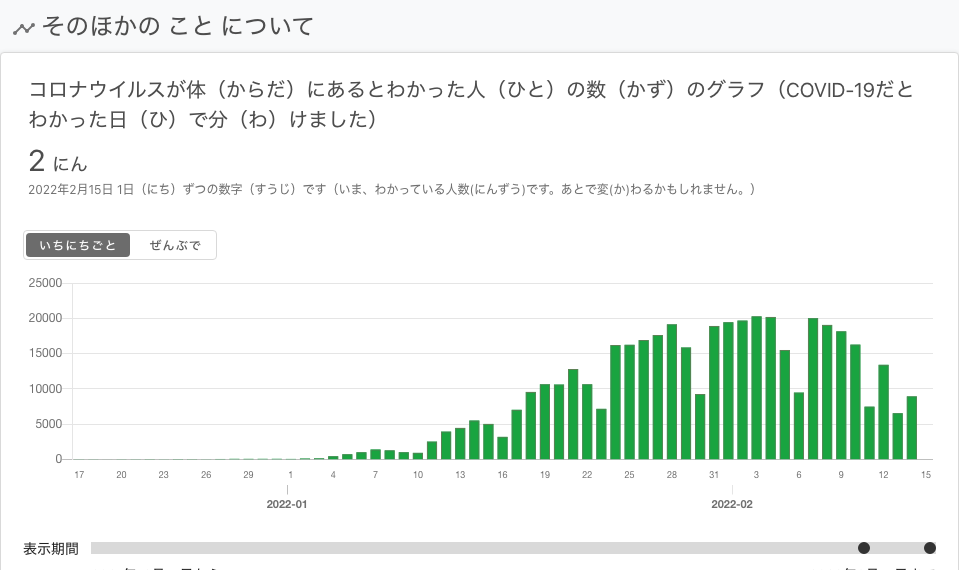 そのほかの こと について
コロナウイルスが体（からだ）にあるとわかった人（ひと）の数（かず）のグラフ（COVID-19だと
わかった日（ひ）で分（わ）けました）
2 にん
2022年2月15日 1日（にち）ずつの数字（すうじ）です（いま、わかっている人数(にんずう)です。あとで変(か)わるかもしれません。）
いちにちごと ぜんぶで
25000
20000
15000
10000
5000
0
17 20 23 26 29 1 4 7 10 13 16 19 22 25 28 31 3 6 9 12 15
2022-01 2022-02
表示期間